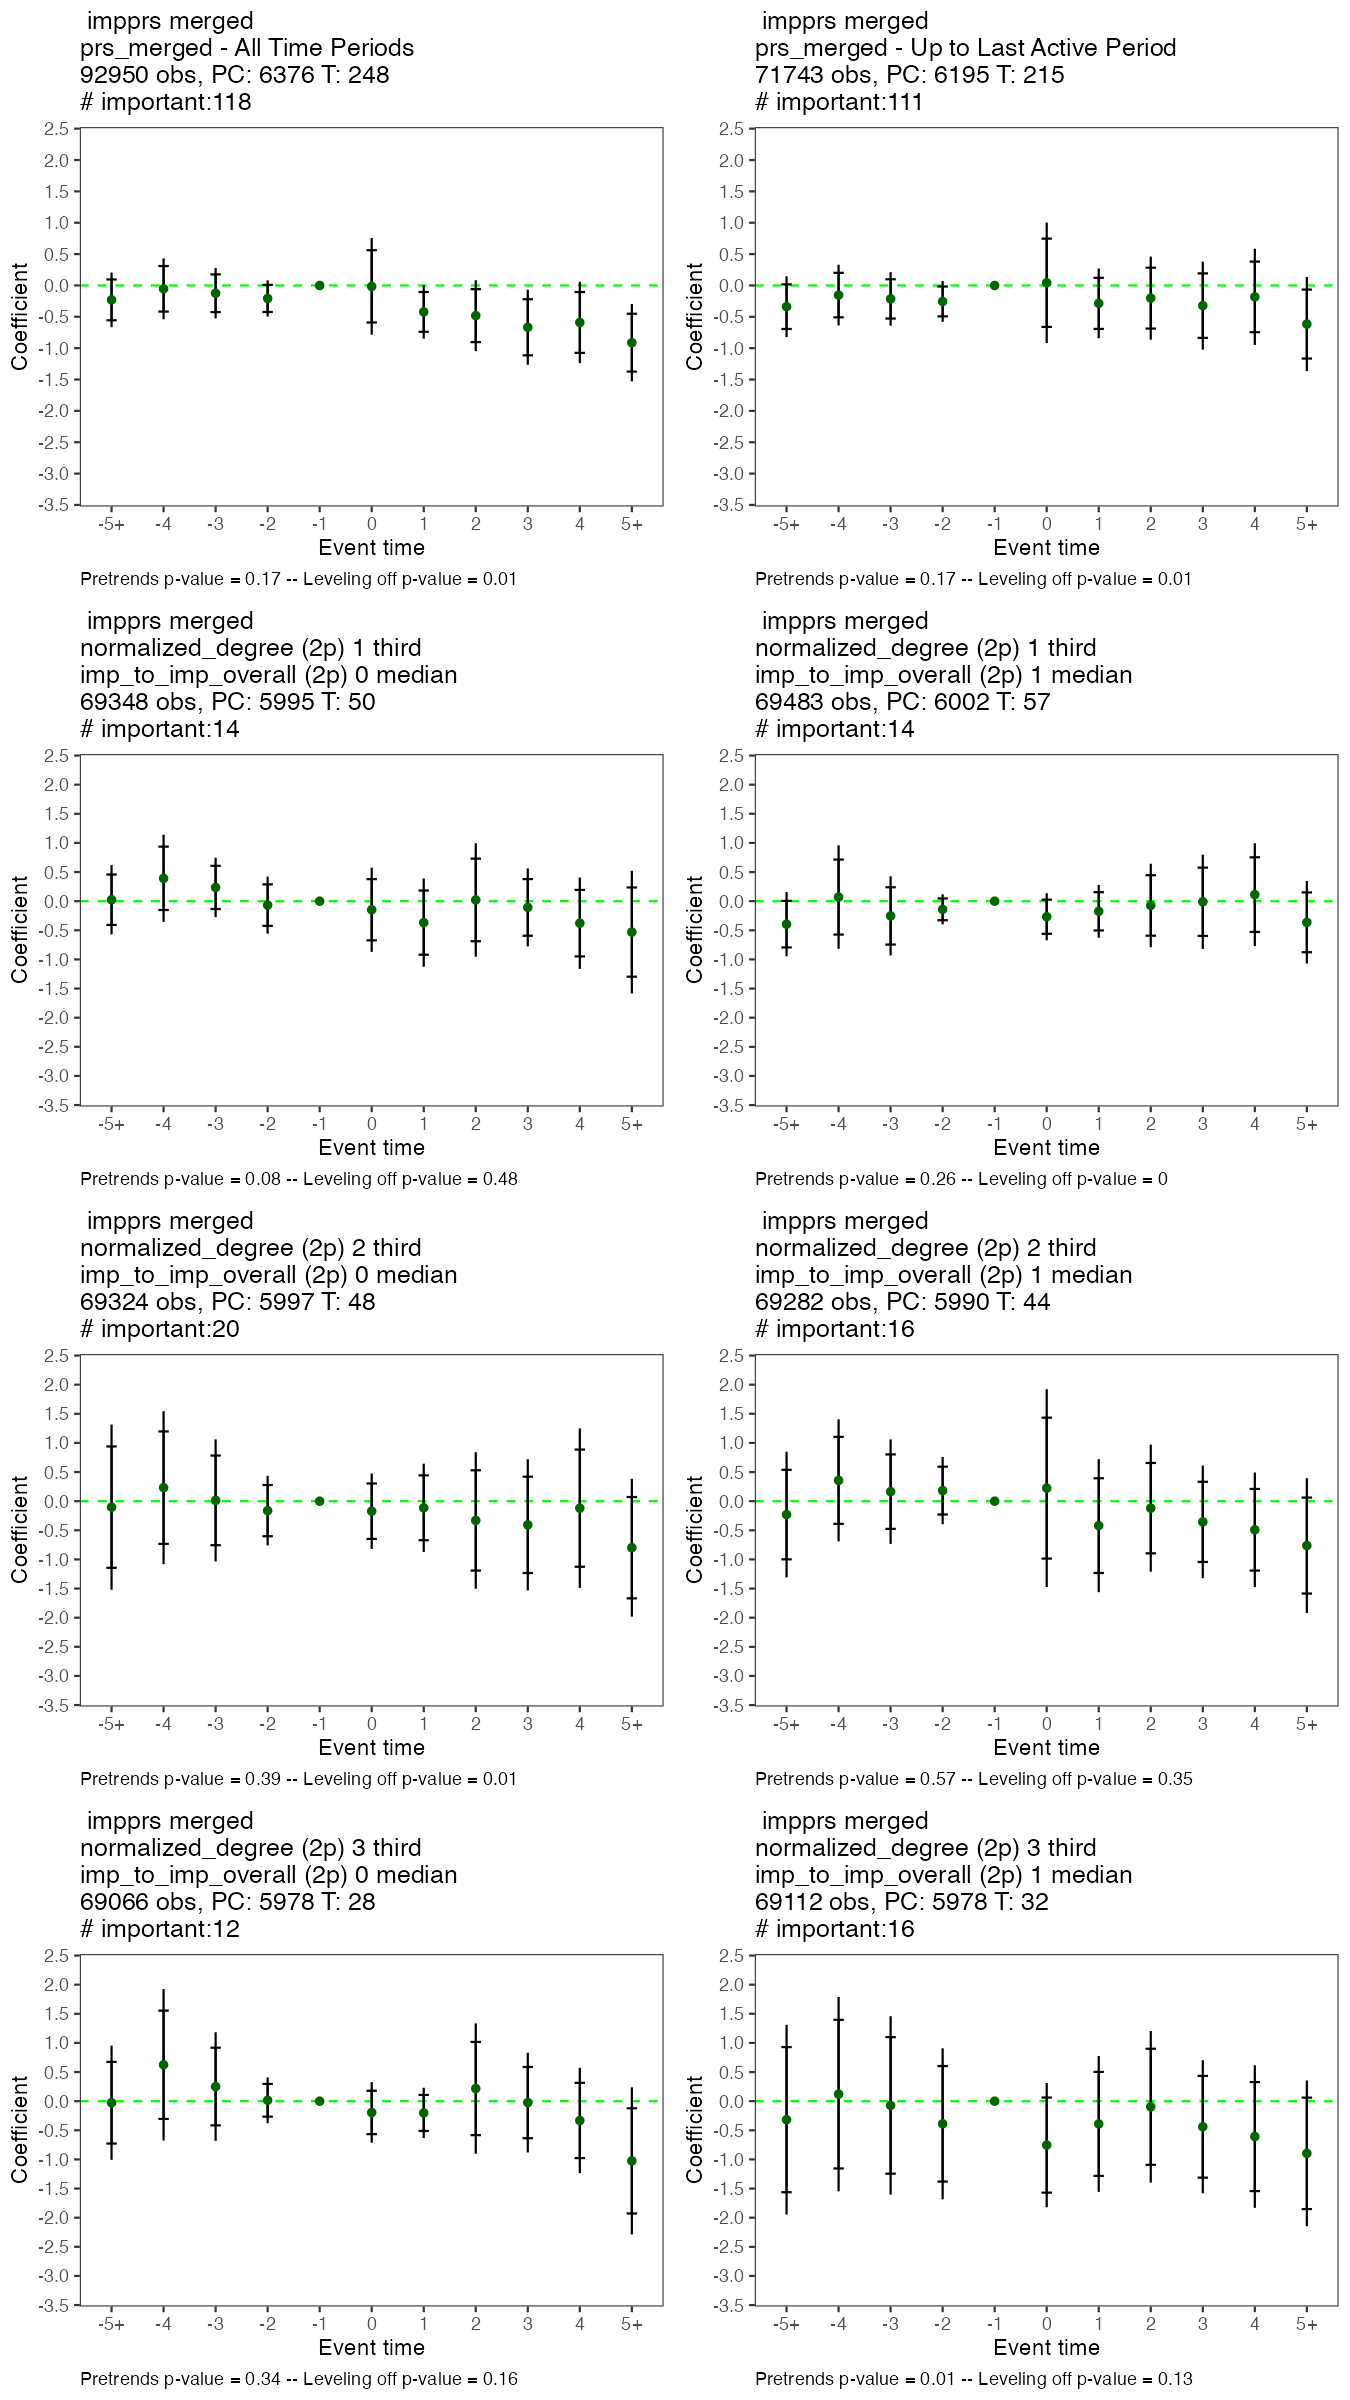 impprs merged
prs_merged - All Time Periods
92950 obs, PC: 6376 T: 248
# important:118
2.5
2.0
1.5
1.0
0.5
0.0
-0.5
-1.0
-1.5
-2.0
-2.5
-3.0
-3.5
Coefficient
-5+ -4 -3 -2 -1 0 1 2 3 4 5+
Event time
Pretrends p-value = 0.17 -- Leveling off p-value = 0.01
impprs merged
prs_merged - Up to Last Active Period
71743 obs, PC: 6195 T: 215
# important:111
2.5
2.0
1.5
1.0
0.5
0.0
-0.5
-1.0
-1.5
-2.0
-2.5
-3.0
-3.5
Coefficient
-5+ -4 -3 -2 -1 0 1 2 3 4 5+
Event time
Pretrends p-value = 0.17 -- Leveling off p-value = 0.01
impprs merged
normalized_degree (2p) 1 third
imp_to_imp_overall (2p) 0 median
69348 obs, PC: 5995 T: 50
# important:14
2.5
2.0
1.5
1.0
0.5
0.0
-0.5
-1.0
-1.5
-2.0
-2.5
-3.0
-3.5
Coefficient
-5+ -4 -3 -2 -1 0 1 2 3 4 5+
Event time
Pretrends p-value = 0.08 -- Leveling off p-value = 0.48
impprs merged
normalized_degree (2p) 1 third
imp_to_imp_overall (2p) 1 median
69483 obs, PC: 6002 T: 57
# important:14
2.5
2.0
1.5
1.0
0.5
0.0
-0.5
-1.0
-1.5
-2.0
-2.5
-3.0
-3.5
Coefficient
-5+ -4 -3 -2 -1 0 1 2 3 4 5+
Event time
Pretrends p-value = 0.26 -- Leveling off p-value = 0
impprs merged
normalized_degree (2p) 2 third
imp_to_imp_overall (2p) 0 median
69324 obs, PC: 5997 T: 48
# important:20
2.5
2.0
1.5
1.0
0.5
0.0
-0.5
-1.0
-1.5
-2.0
-2.5
-3.0
-3.5
Coefficient
-5+ -4 -3 -2 -1 0 1 2 3 4 5+
Event time
Pretrends p-value = 0.39 -- Leveling off p-value = 0.01
impprs merged
normalized_degree (2p) 2 third
imp_to_imp_overall (2p) 1 median
69282 obs, PC: 5990 T: 44
# important:16
2.5
2.0
1.5
1.0
0.5
0.0
-0.5
-1.0
-1.5
-2.0
-2.5
-3.0
-3.5
Coefficient
-5+ -4 -3 -2 -1 0 1 2 3 4 5+
Event time
Pretrends p-value = 0.57 -- Leveling off p-value = 0.35
impprs merged
normalized_degree (2p) 3 third
imp_to_imp_overall (2p) 0 median
69066 obs, PC: 5978 T: 28
# important:12
2.5
2.0
1.5
1.0
0.5
0.0
-0.5
-1.0
-1.5
-2.0
-2.5
-3.0
-3.5
Coefficient
-5+ -4 -3 -2 -1 0 1 2 3 4 5+
Event time
Pretrends p-value = 0.34 -- Leveling off p-value = 0.16
impprs merged
normalized_degree (2p) 3 third
imp_to_imp_overall (2p) 1 median
69112 obs, PC: 5978 T: 32
# important:16
2.5
2.0
1.5
1.0
0.5
0.0
-0.5
-1.0
-1.5
-2.0
-2.5
-3.0
-3.5
Coefficient
-5+ -4 -3 -2 -1 0 1 2 3 4 5+
Event time
Pretrends p-value = 0.01 -- Leveling off p-value = 0.13